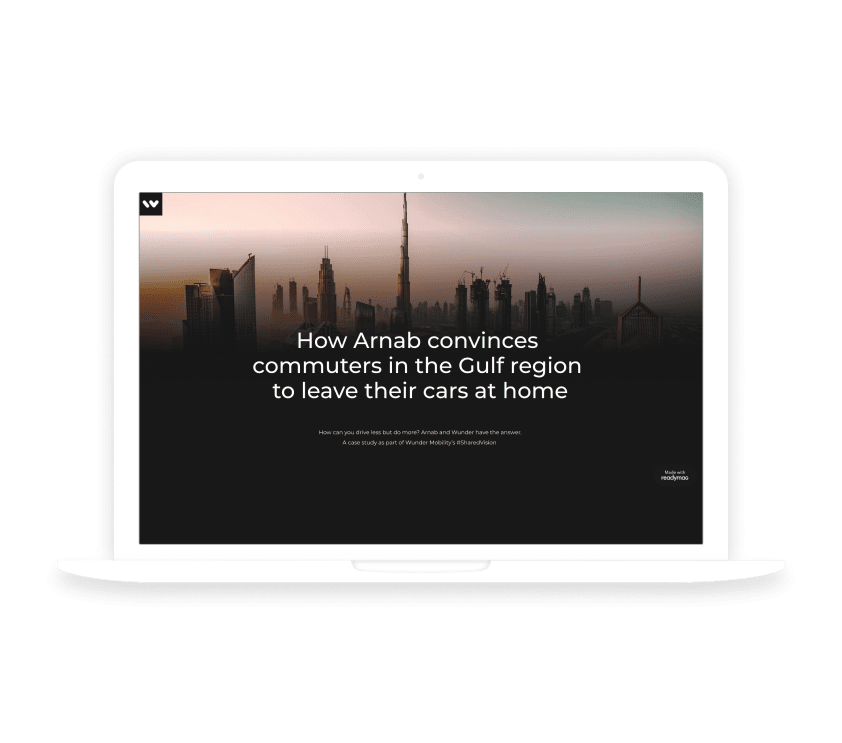 How Arnab convinces
commuters in the Gulf region
to leave their cars at home
How can you drive less but do more? Arnab and Wunder have the answer.
A case study as part of Wunder Mobility's #SharedVision
Made with
readymag